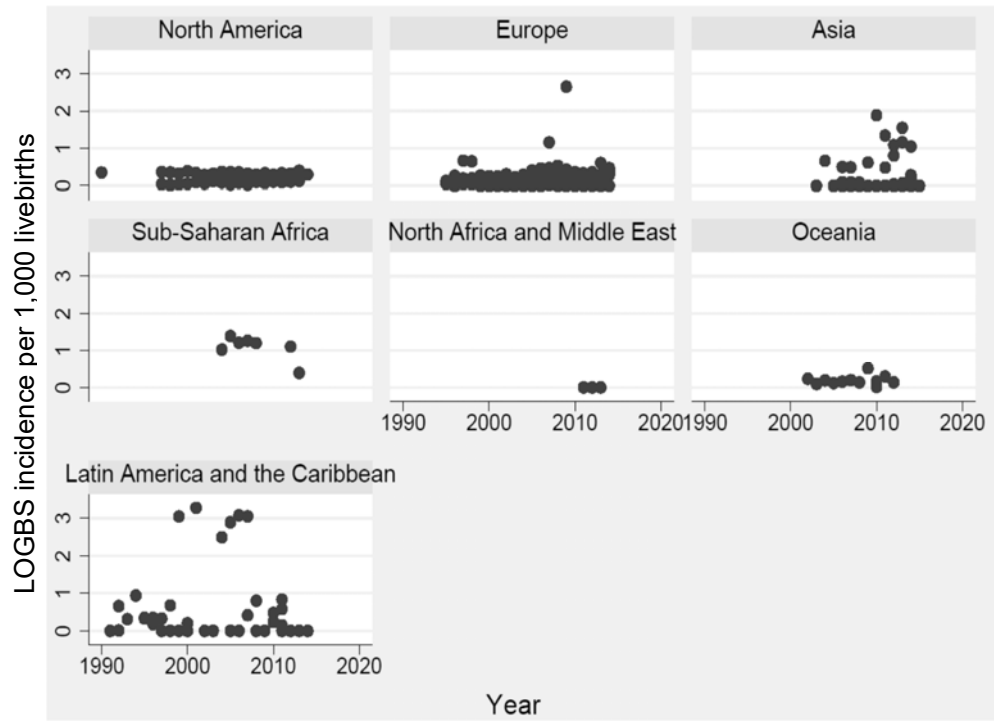 North America
Europe
Asia
3
2
1
0
Sub-Saharan Africa
North Africa and Middle East
Oceania
3
2
1
0
1990
2000
2010
2020
1990
2000
2010
2020
Latin America and the Caribbean
3
2
1
0
1990
2000
2010
2020
LOGBS incidence per 1,000 livebirths
Year